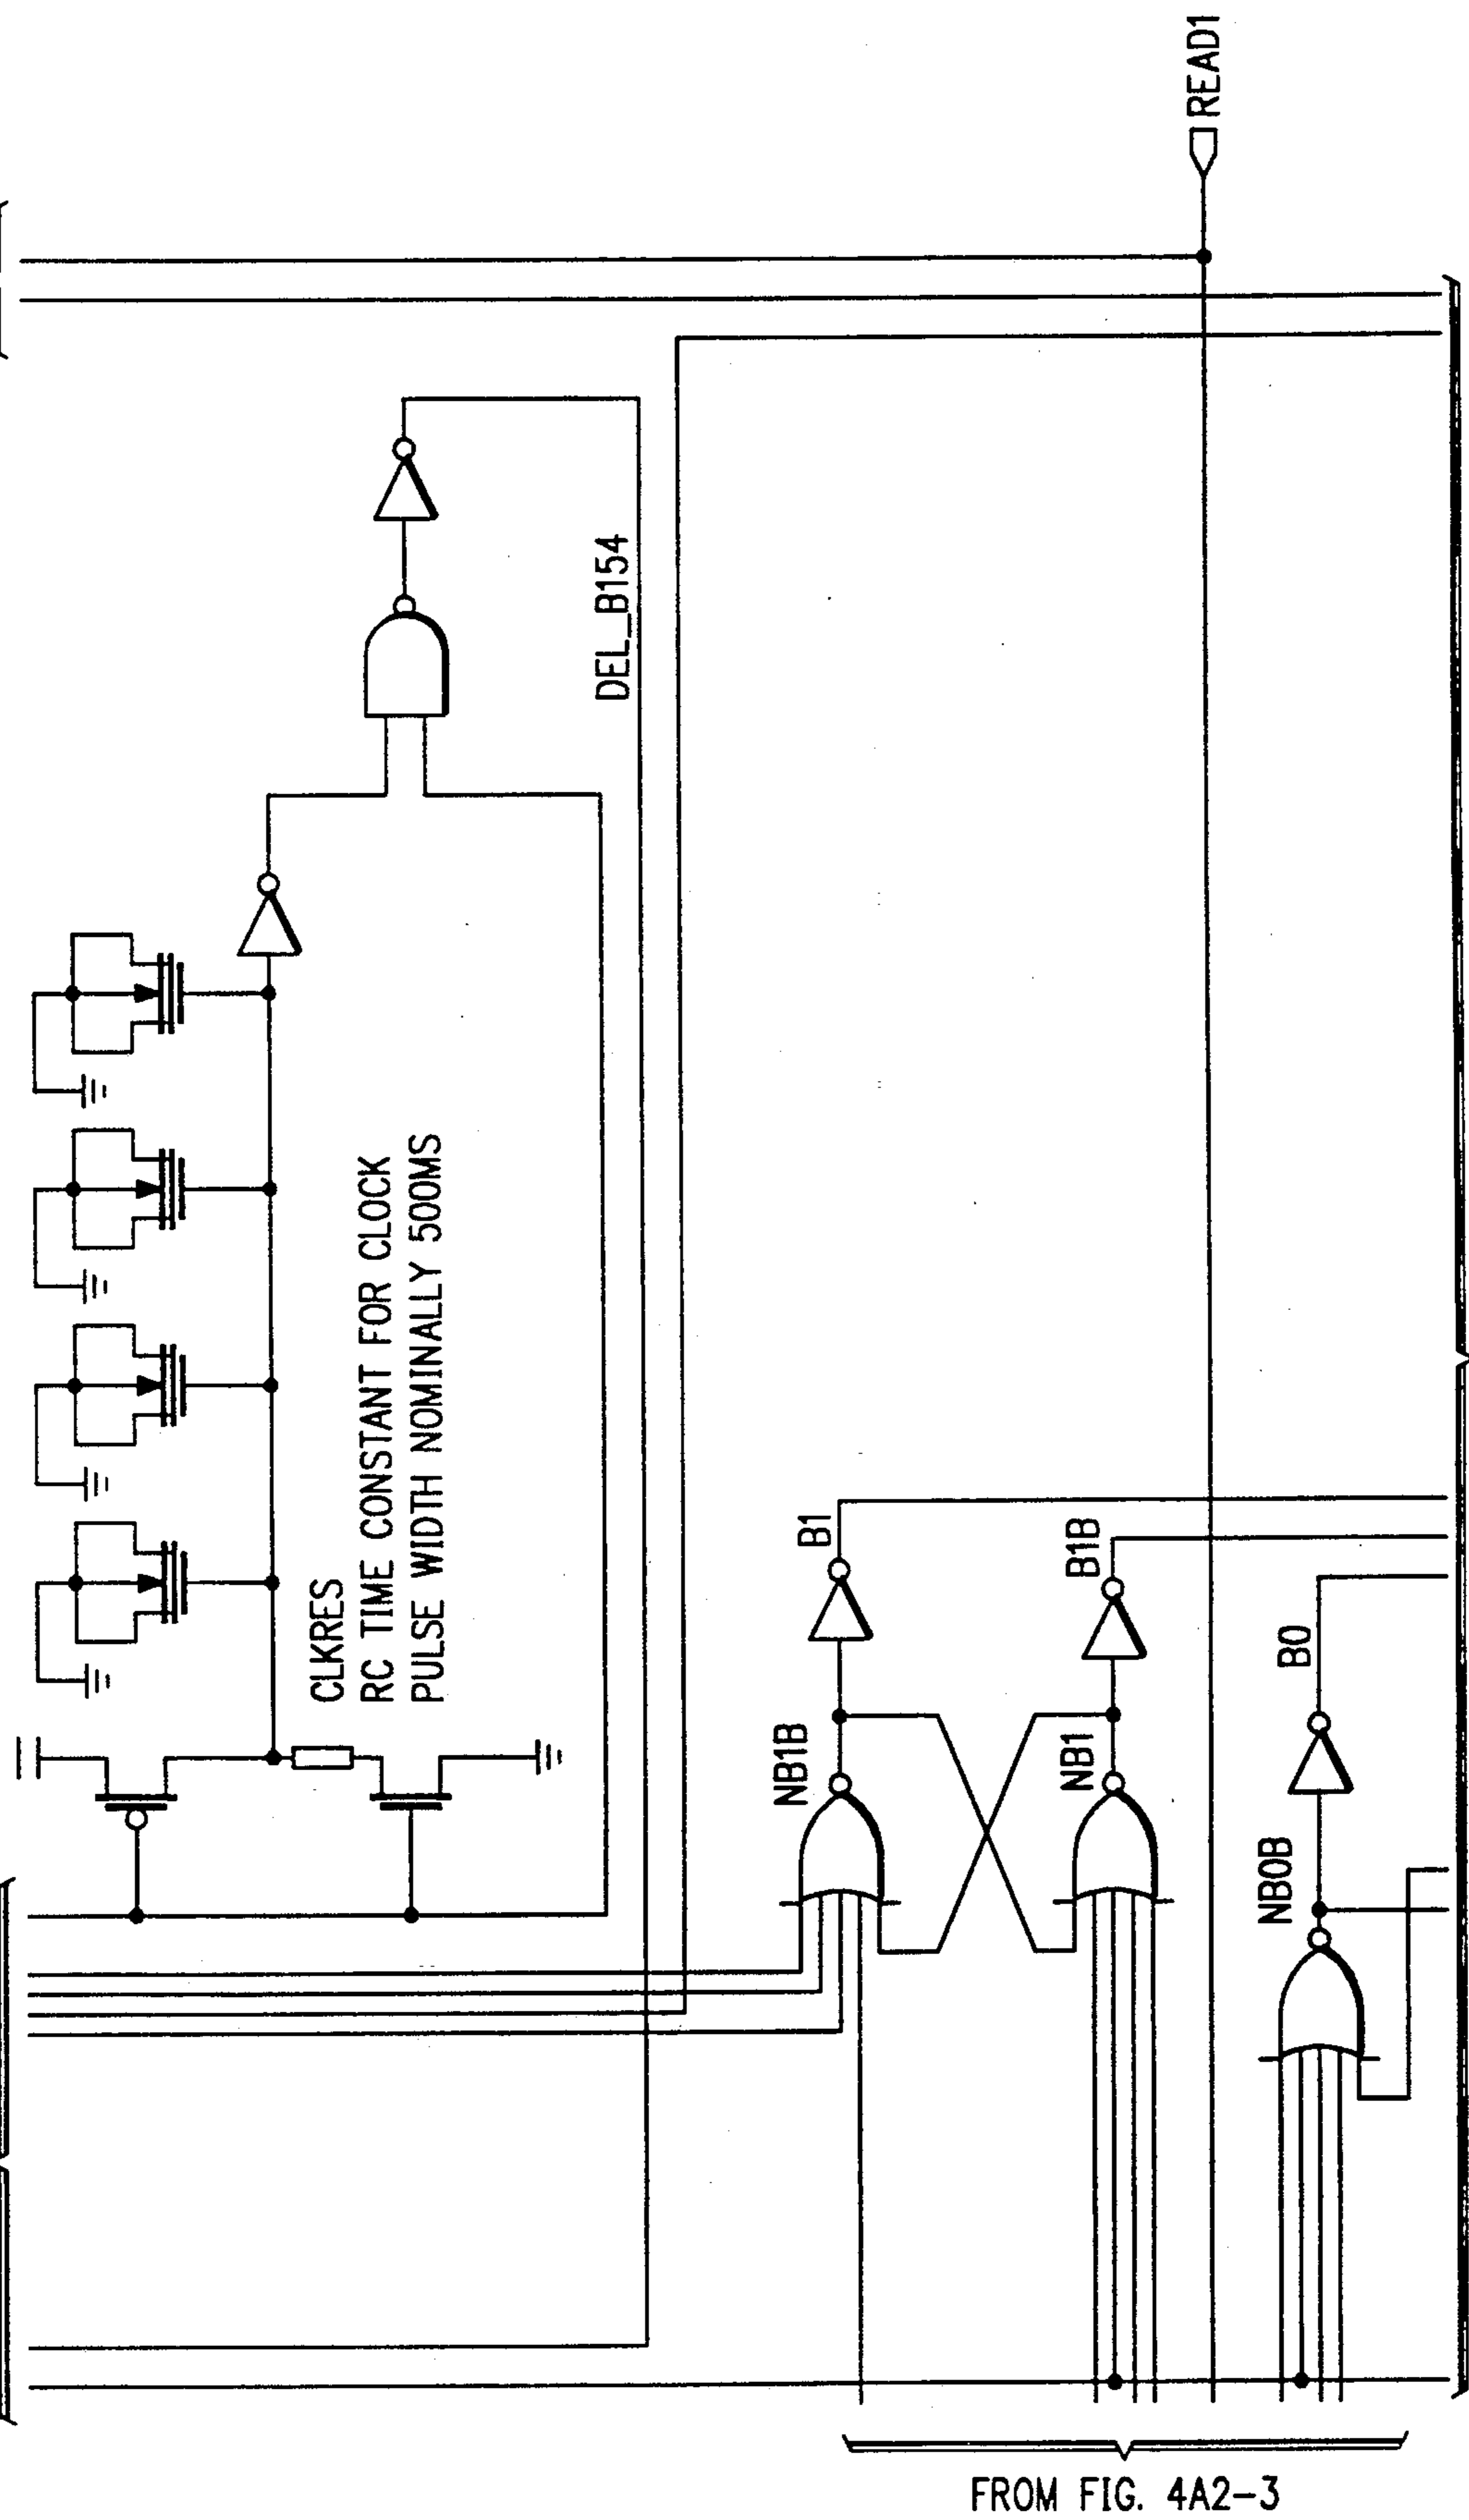 READ1
DEL_B154
CLKRES
RC TIME CONSTANT FOR CLOCK
PULSE WIDTH NOMINALLY 500MS
B1
NB1B
B1B
NB1
B0
NB0B
FROM FIG. 4A2-3